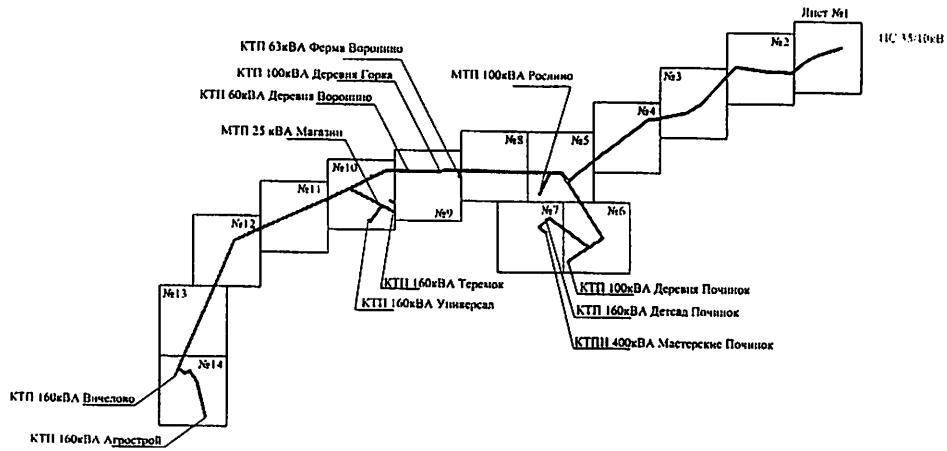 Лист №1
ПС 35/10кВ
№2
№3
№4
КТП 63кВА Ферма Воронино
КТП 100кВА Деревня Горка
МТП 100кВА Рослино
КТП 60кВА Деревня Воронино
МТП 25 кВА Магазин
№8
№5
№10
№11
№9
№7
№6
№12
КТП 160кВА Теремок
КТП 100кВА Деревня Починок
№13
КТП 160кВА Универсал
КТП 160кВА Детсад Починок
КТПН 400кВА Мастерские Починок
№14
КТП 160кВА Вичелово
КТП 160кВА Агрострой